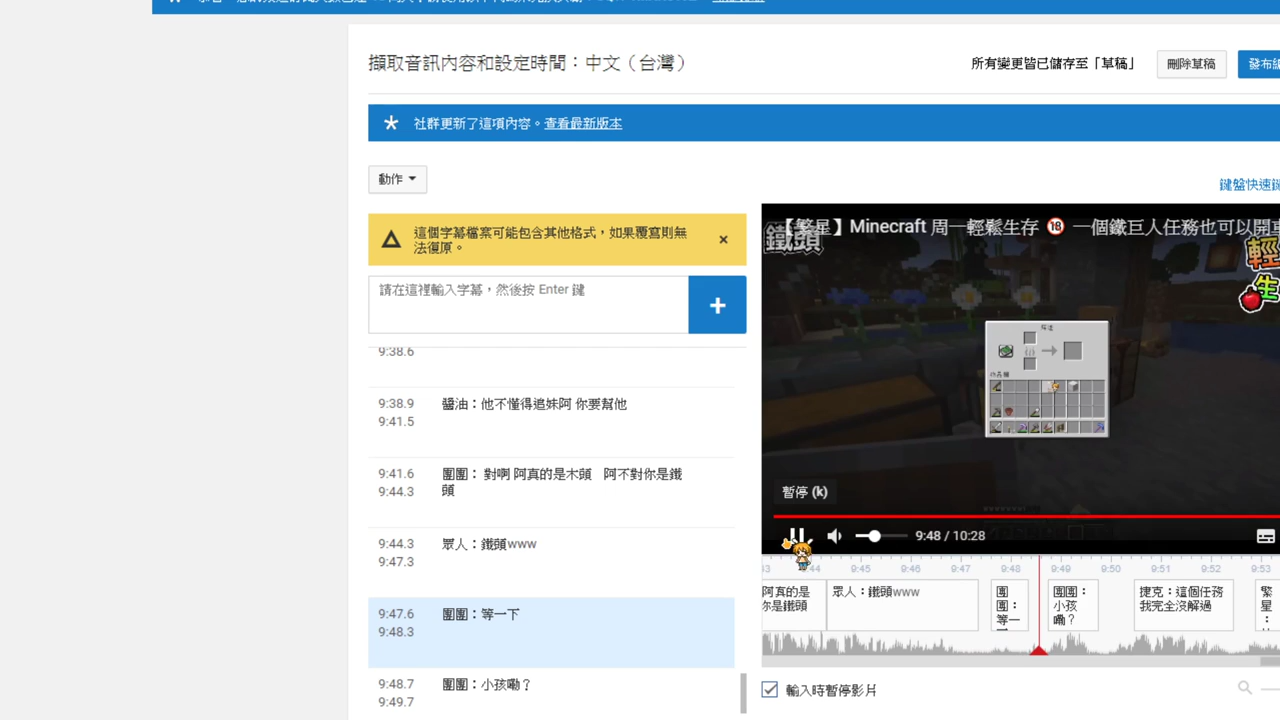 擷取音訊內容和設定時間：中文（台灣）
所有變更皆已儲存至「草稿」
刪除草稿
社群更新了這項內容。查看最新版本
動作
鍵盤快速鍵
這個字幕檔案可能包含其他格式，如果覆寫則無
法復原。
請在這裡輸入字幕，然後按 Enter 鍵
9:38.6
9:38.9
9:41.5
醬油：他不懂得追妹阿 你要幫他
9:41.6
9:44.3
團團： 對啊 阿真的是木頭 阿不對你是鐵
頭
9:44.3
9:47.3
眾人：鐵頭www
9:47.6
9:48.3
團團：等一下
9:48.7
9:49.7
團團：小孩嘞？
【繁星】Minecraft 周一輕鬆生存 🔞 一個鐵巨人任務也可以開
鐵頭
輕
生
暫停 (k)
9:48 / 10:28
9:45
9:46
9:47
9:48
9:49
9:50
9:51
9:52
9:53
阿真的是
你是鐵頭
眾人：鐵頭www
團
團：
等一
團團：
小孩
嘞？
捷克：這個任務
我完全沒解過
繁
星
：
輸入時暫停影片